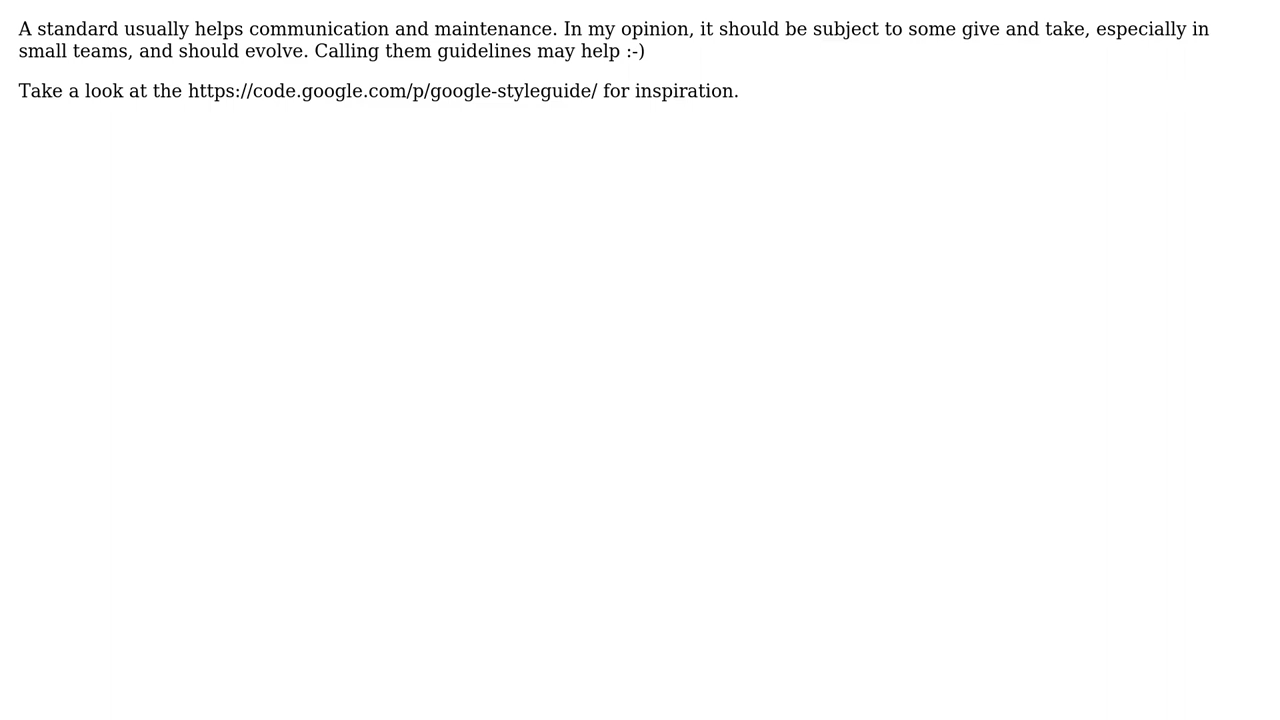 A standard usually helps communication and maintenance. In my opinion, it should be subject to some give and take, especially in
small teams, and should evolve. Calling them guidelines may help :-)
Take a look at the https://code.google.com/p/google-styleguide/ for inspiration.